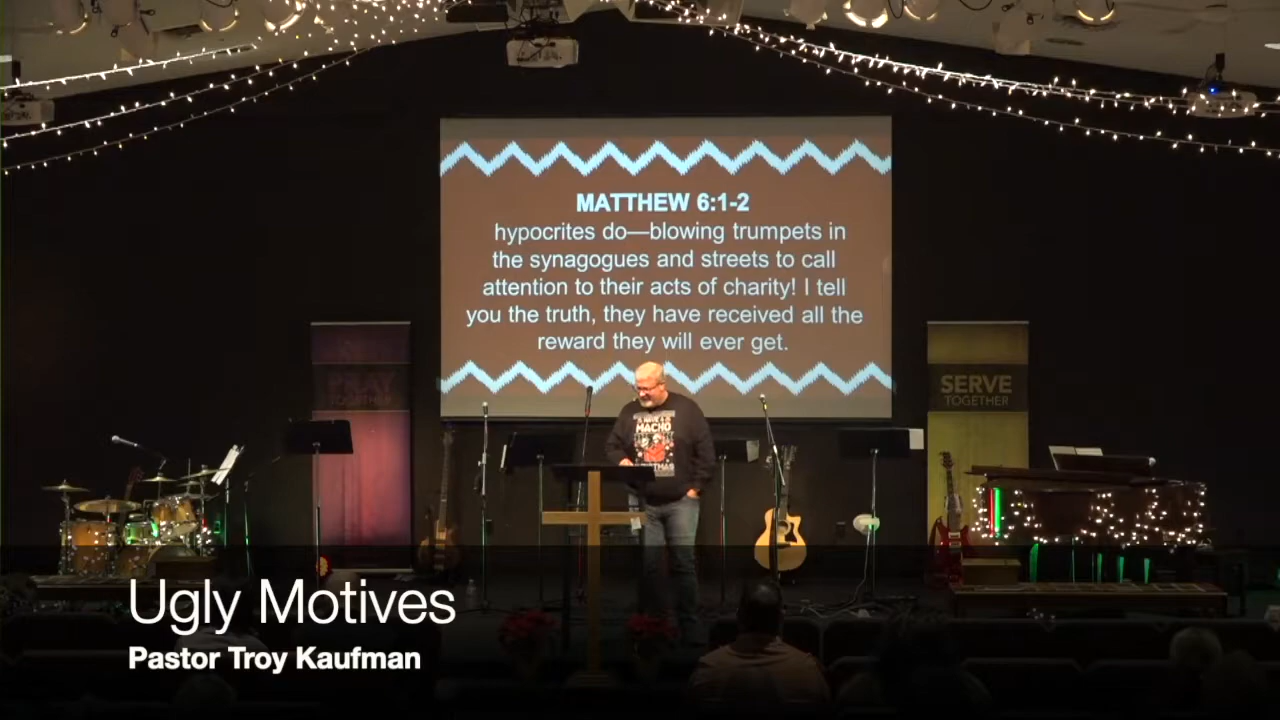 MATTHEW 6:1-2
hypocrites do—blowing trumpets in
the synagogues and streets to call
attention to their acts of charity! I tell
you the truth, they have received all the
reward they will ever get.
PRAY
TOGETHER
SERVE
TOGETHER
MACHO
Ugly Motives
Pastor Troy Kaufman